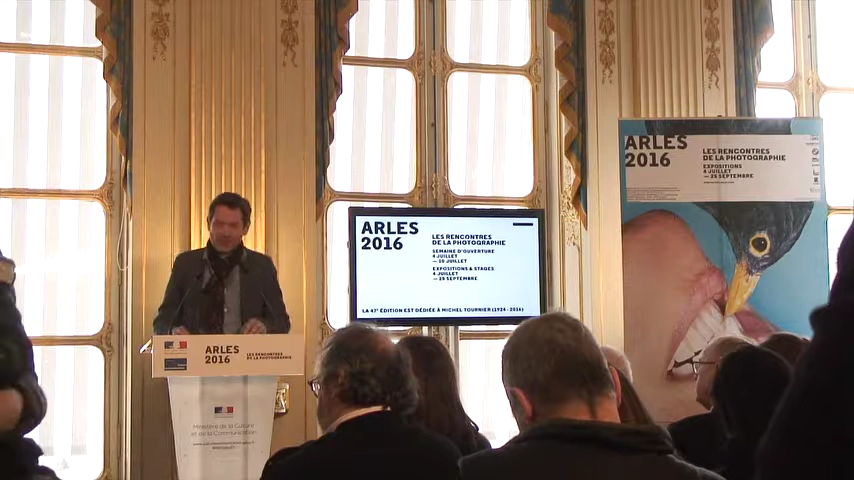 ARLES
2016
LES RENCONTRES
DE LA PHOTOGRAPHIE
Ministère de la Culture
et de la Communication
ARLES
2016
LES RENCONTRES
DE LA PHOTOGRAPHIE
SEMAINE D'OUVERTURE
4 JUILLET
— 10 JUILLET
EXPOSITIONS & STAGES
4 JUILLET
— 25 SEPTEMBRE
LA 47E ÉDITION EST DÉDIÉE À MICHEL TOURNIER (1924 - 2016)
ARLES
2016
LES RENCONTRES
DE LA PHOTOGRAPHIE
EXPOSITIONS
4 JUILLET
— 25 SEPTEMBRE